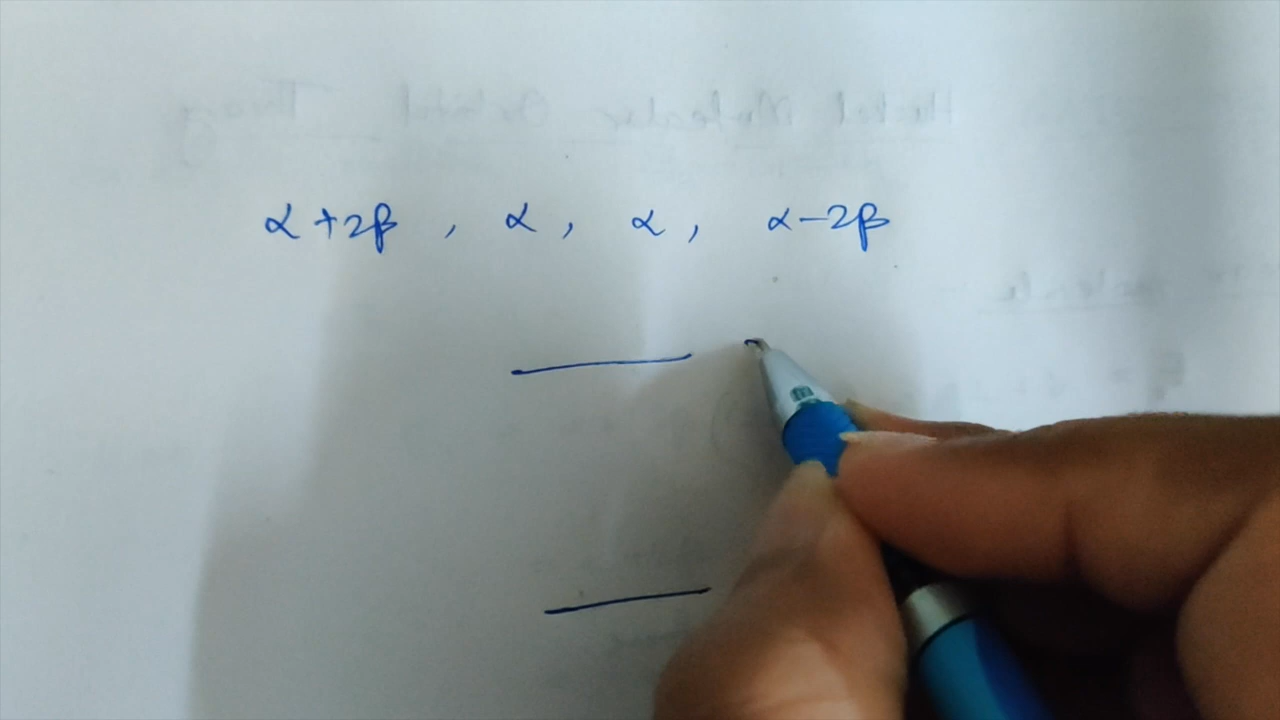 α + 2β , α , α , α - 2β